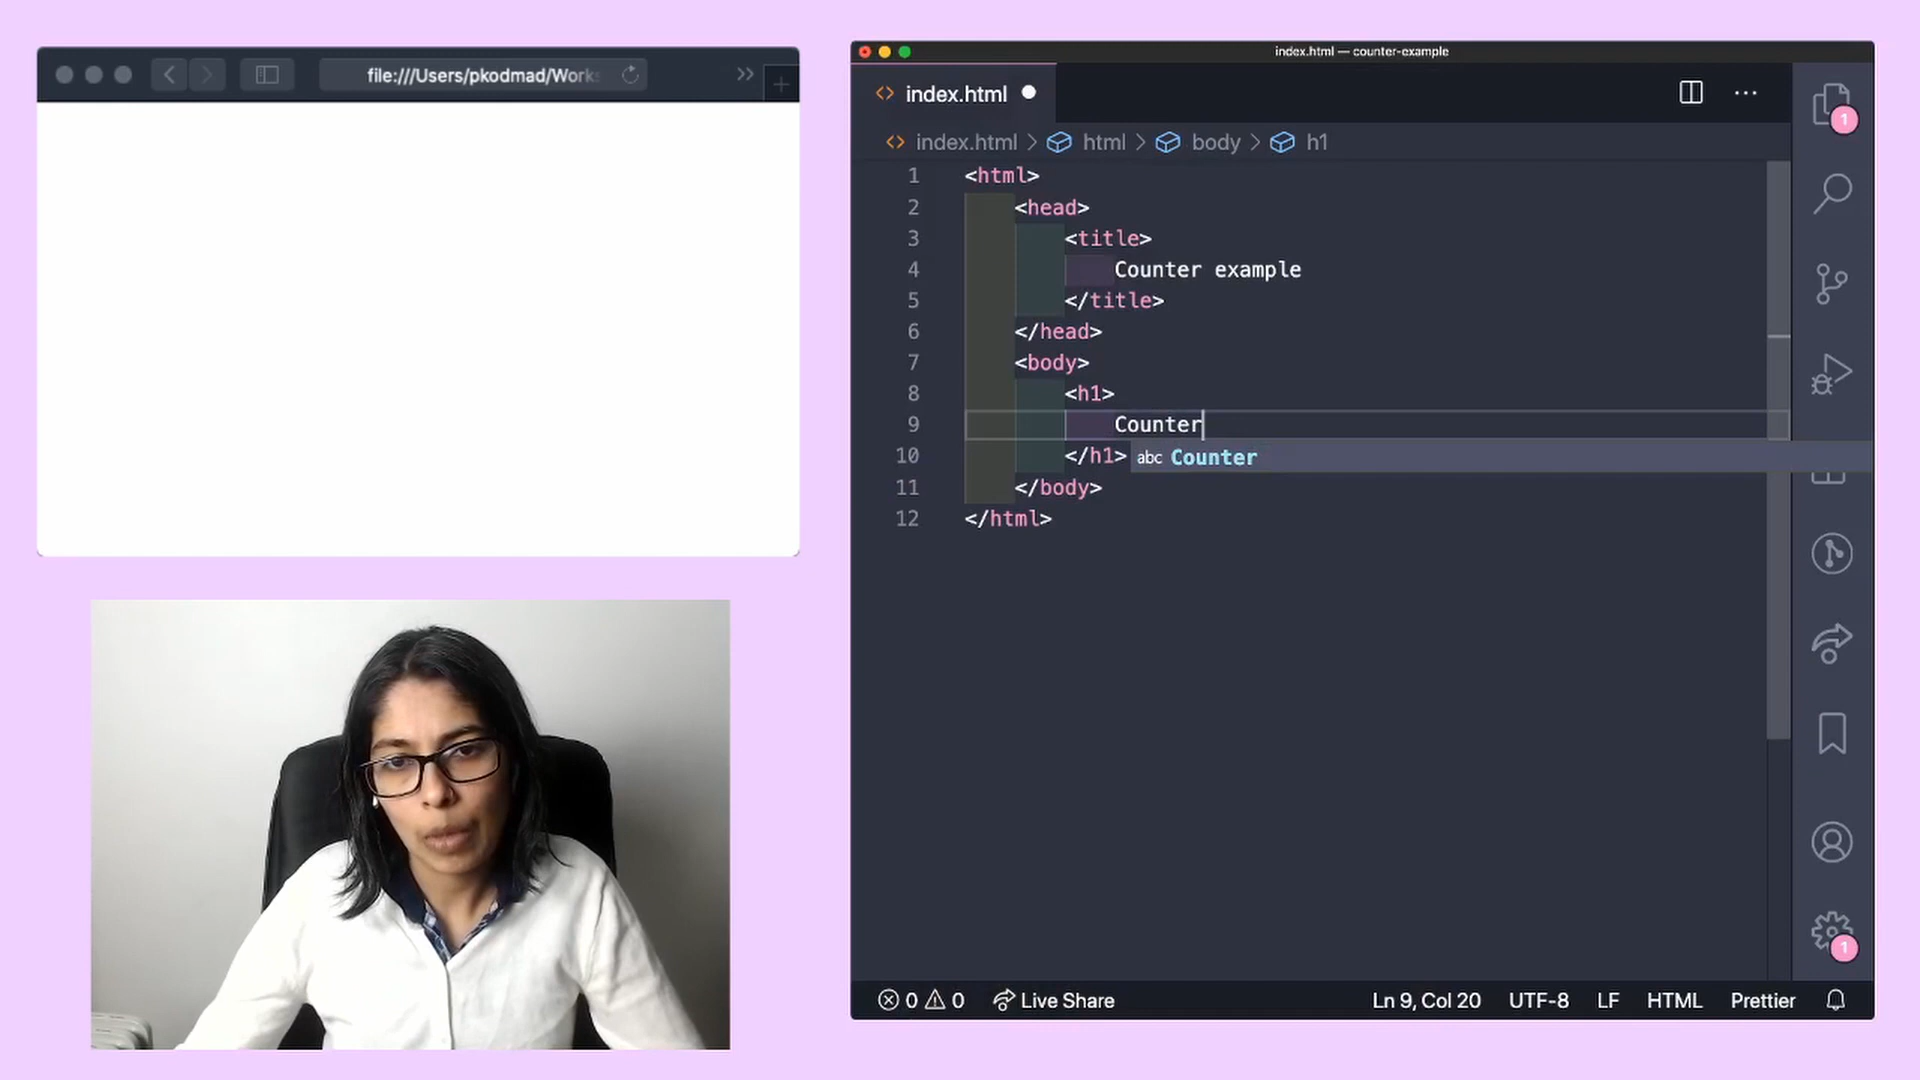 file:///Users/pkodmad/Works
index.html — counter-example
index.html
index.html > html > body > h1
1 <html>
2 <head>
3 <title>
4 Counter example
5 </title>
6 </head>
7 <body>
8 <h1>
9 Counter
10 </h1>
abc Counter
11 </body>
12 </html>
1
1
0 0 Live Share Ln 9, Col 20 UTF-8 LF HTML Prettier